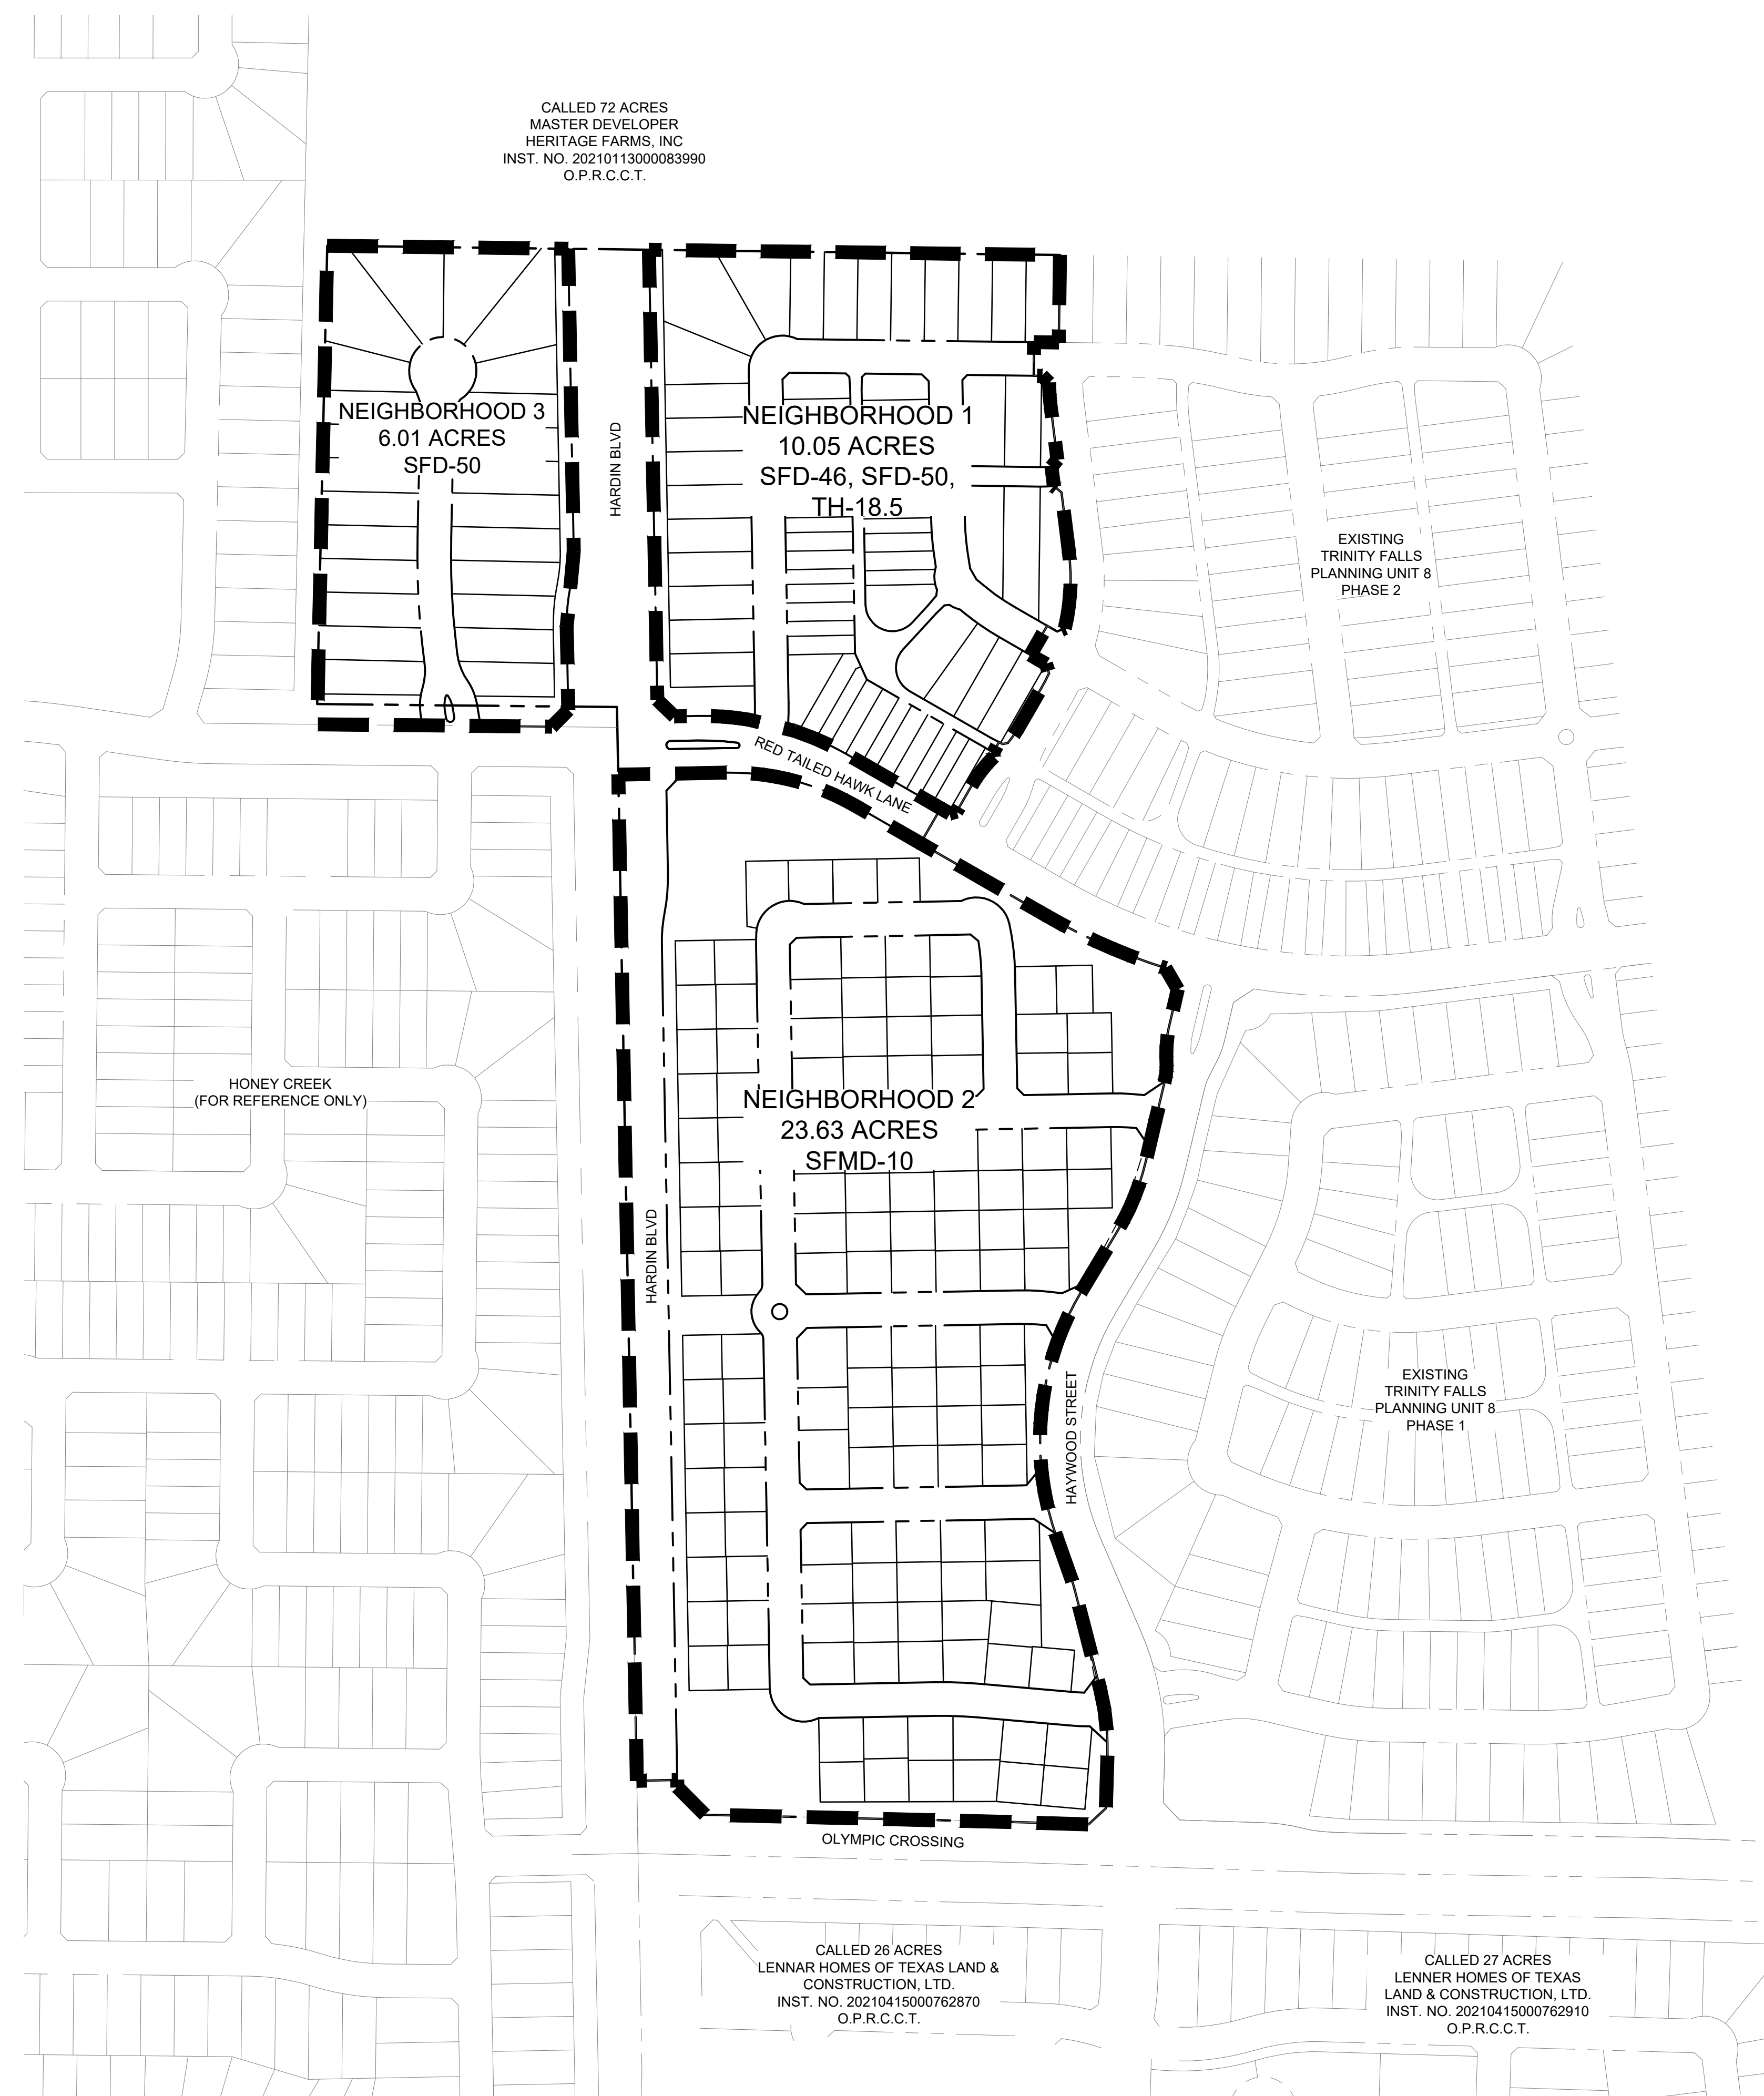 CALLED 72 ACRES
MASTER DEVELOPER
HERITAGE FARMS, INC
INST. NO. 20210113000083990
O.P.R.C.C.T.
NEIGHBORHOOD 3
6.01 ACRES
SFD-50
HARDIN BLVD
NEIGHBORHOOD 1
10.05 ACRES
SFD-46, SFD-50,
TH-18.5
EXISTING
TRINITY FALLS
PLANNING UNIT 8
PHASE 2
RED TAILED HAWK LANE
HONEY CREEK
(FOR REFERENCE ONLY)
NEIGHBORHOOD 2
23.63 ACRES
SFMD-10
HARDIN BLVD
HAYWOOD STREET
EXISTING
TRINITY FALLS
PLANNING UNIT 8
PHASE 1
OLYMPIC CROSSING
CALLED 26 ACRES
LENNAR HOMES OF TEXAS LAND &
CONSTRUCTION, LTD.
INST. NO. 20210415000762870
O.P.R.C.C.T.
CALLED 27 ACRES
LENNER HOMES OF TEXAS
LAND & CONSTRUCTION, LTD.
INST. NO. 20210415000762910
O.P.R.C.C.T.